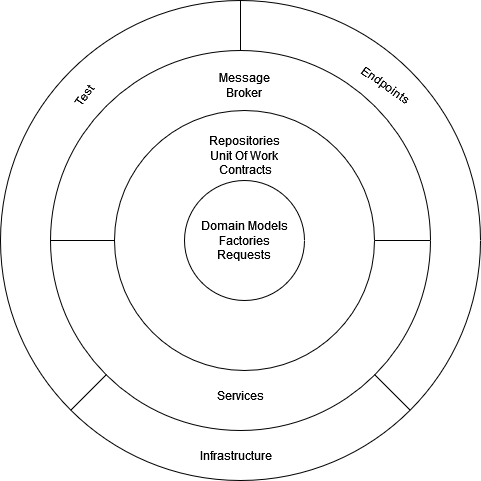 Test
Endpoints
Message
Broker
Repositories
Unit Of Work
Contracts
Domain Models
Factories
Requests
Services
Infrastructure